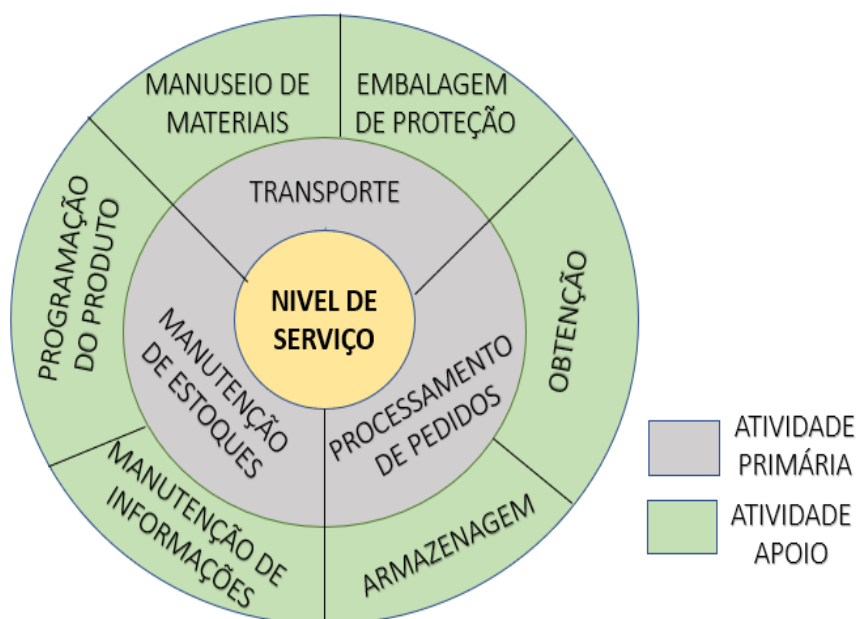 MANUSEIO DE
MATERIAIS
EMBALAGEM
DE PROTEÇÃO
TRANSPORTE
PROGRAMAÇÃO
DO PRODUTO
NIVEL DE
SERVIÇO
OBTENÇÃO
MANUTENÇÃO
DE ESTOQUES
PROCESSAMENTO
DE PEDIDOS
MANUTENÇÃO DE
INFORMAÇÕES
ARMAZENAGEM
ATIVIDADE
PRIMÁRIA
ATIVIDADE
APOIO